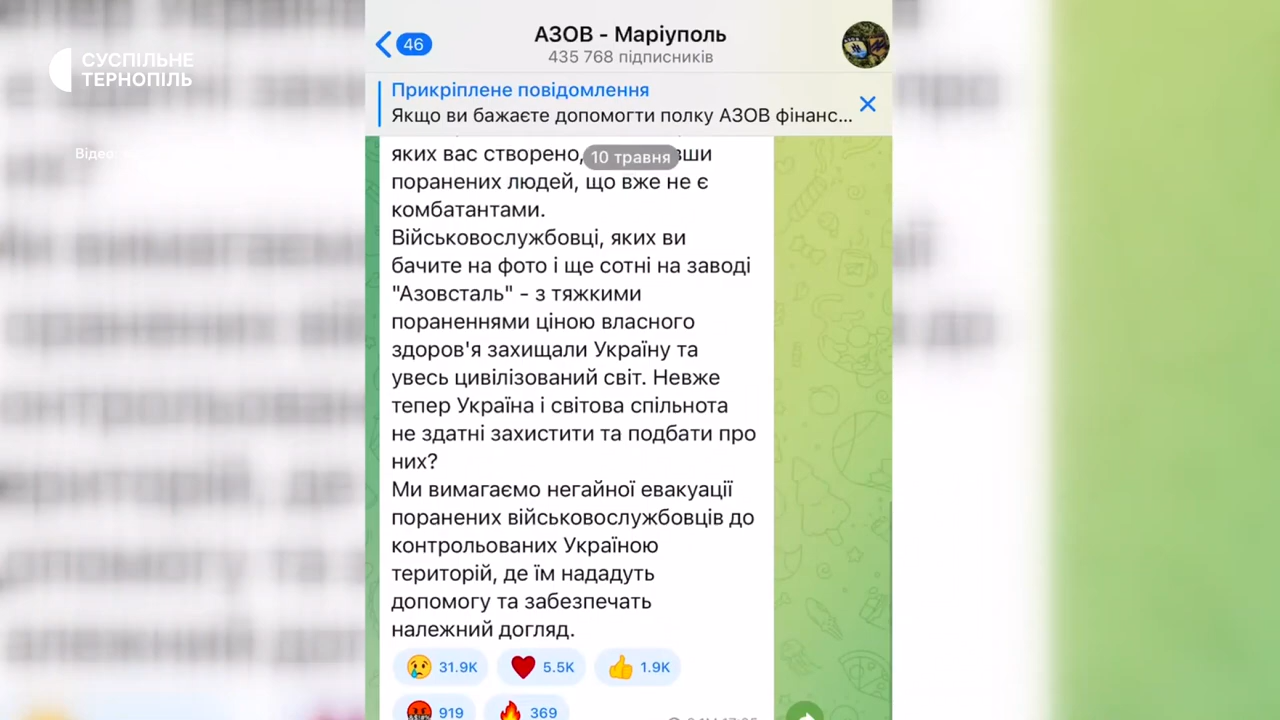 СУСПІЛЬНЕ
ТЕРНОПІЛЬ
46
АЗОВ - Маріуполь
435 768 підписників
Прикріплене повідомлення
Якщо ви бажаєте допомогти полку АЗОВ фінанс...
яких вас створено,
10 травня
поранених людей, що вже не є
комбатантами.
Військовослужбовці, яких ви
бачите на фото і ще сотні на заводі
"Азовсталь" - з тяжкими
пораненнями ціною власного
здоров'я захищали Україну та
увесь цивілізований світ. Невже
тепер Україна і світова спільнота
не здатні захистити та подбати про
них?
Ми вимагаємо негайної евакуації
поранених військовослужбовців до
контрольованих Україною
територій, де їм нададуть
допомогу та забезпечать
належний догляд.
31.9K 5.5K 1.9K
919 369
Відео: